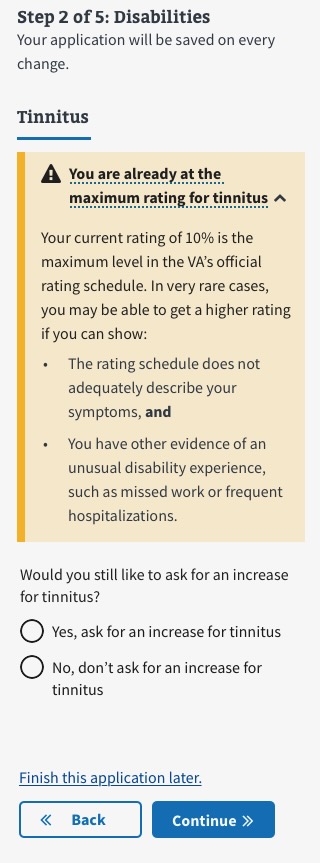 Step 2 of 5: Disabilities
Your application will be saved on every
change.
Tinnitus
You are already at the
maximum rating for tinnitus
Your current rating of 10% is the
maximum level in the VA’s official
rating schedule. In very rare cases,
you may be able to get a higher rating
if you can show:
• The rating schedule does not
adequately describe your
symptoms, and
• You have other evidence of an
unusual disability experience,
such as missed work or frequent
hospitalizations.
Would you still like to ask for an increase
for tinnitus?
Yes, ask for an increase for tinnitus
No, don’t ask for an increase for
tinnitus
Finish this application later.
« Back
Continue »